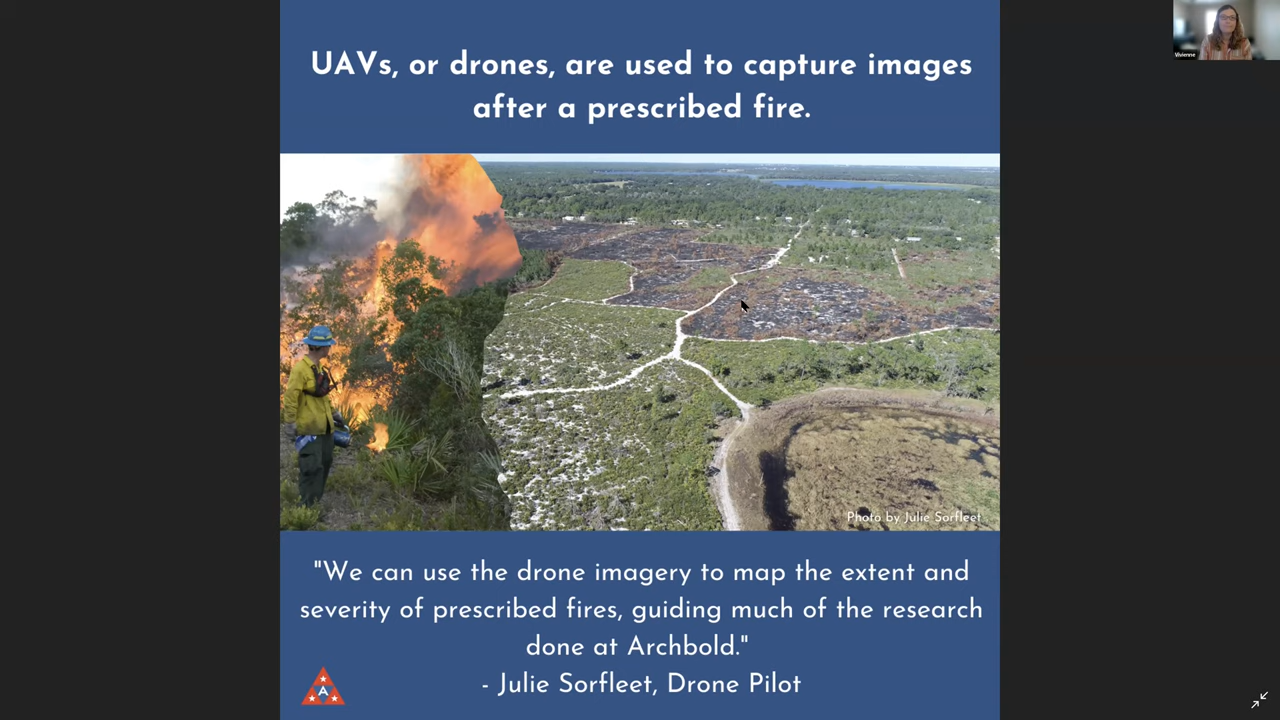 UAVs, or drones, are used to capture images
after a prescribed fire.
Vivienne
Photo by Julie Sorfleet
"We can use the drone imagery to map the extent and
severity of prescribed fires, guiding much of the research
done at Archbold."
- Julie Sorfleet, Drone Pilot
A